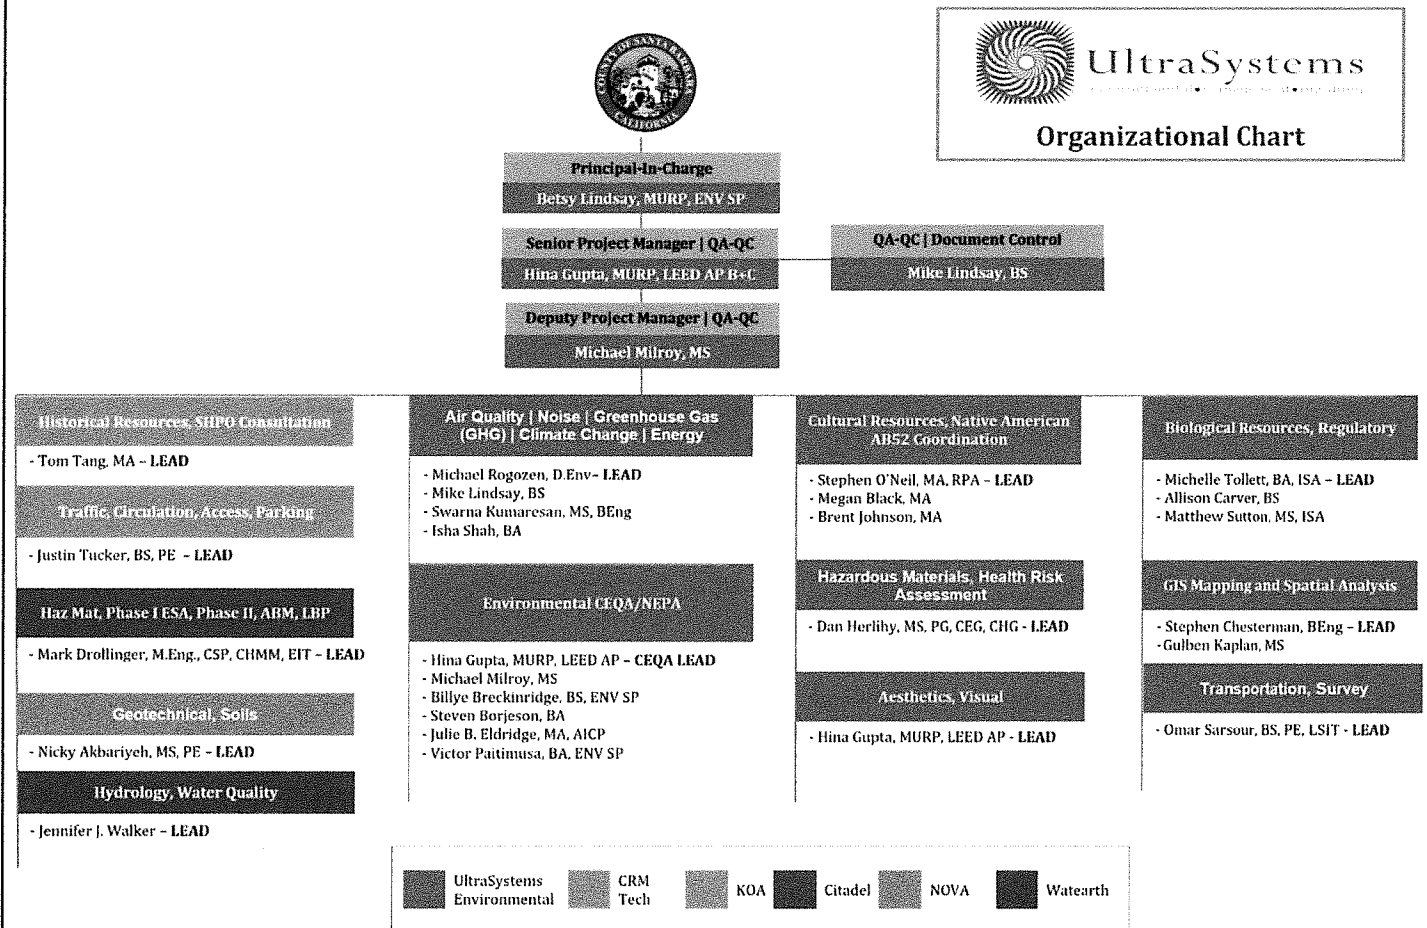 COUNTY OF SANTA BARBARA
CALIFORNIA
UltraSystems
Organizational Chart
Principal-In-Charge
Betsy Lindsay, MURP, ENV SP
Senior Project Manager | QA-QC
Hina Gupta, MURP, LEED AP B+C
QA-QC | Document Control
Mike Lindsay, BS
Deputy Project Manager | QA-QC
Michael Milroy, MS
Historical Resources, SHPO Consultation
- Tom Tang, MA – LEAD
Traffic, Circulation, Access, Parking
- Justin Tucker, BS, PE – LEAD
Haz Mat, Phase I ESA, Phase II, ABM, LBP
- Mark Drollinger, M.Eng., CSP, CHMM, EIT – LEAD
Geotechnical, Soils
- Nicky Akbariyeh, MS, PE – LEAD
Hydrology, Water Quality
- Jennifer J. Walker – LEAD
Air Quality | Noise | Greenhouse Gas
(GHG) | Climate Change | Energy
- Michael Rogozen, D.Env– LEAD
- Mike Lindsay, BS
- Swarna Kumaresan, MS, BEng
- Isha Shah, BA
Environmental CEQA/NEPA
- Hina Gupta, MURP, LEED AP – CEQA LEAD
- Michael Milroy, MS
- Billye Breckinridge, BS, ENV SP
- Steven Borjeson, BA
- Julie B. Eldridge, MA, AICP
- Victor Paitimusa, BA, ENV SP
Cultural Resources, Native American
AB52 Coordination
- Stephen O'Neil, MA, RPA – LEAD
- Megan Black, MA
- Brent Johnson, MA
Hazardous Materials, Health Risk
Assessment
- Dan Herlihy, MS, PG, CEG, CHG - LEAD
Aesthetics, Visual
- Hina Gupta, MURP, LEED AP - LEAD
Biological Resources, Regulatory
- Michelle Tollett, BA, ISA – LEAD
- Allison Carver, BS
- Matthew Sutton, MS, ISA
GIS Mapping and Spatial Analysis
- Stephen Chesterman, BEng – LEAD
-Gulben Kaplan, MS
Transportation, Survey
- Omar Sarsour, BS, PE, LSIT - LEAD
UltraSystems
Environmental
CRM
Tech
KOA
Citadel
NOVA
Watearth